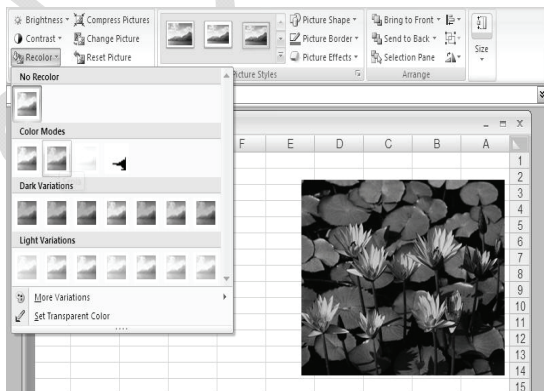 Brightness Compress Pictures Picture Shape Bring to Front
Contrast Change Picture Picture Border Send to Back
Recolor Reset Picture Picture Effects Selection Pane
Size
Picture Styles Arrange
No Recolor
Color Modes
Dark Variations
Light Variations
More Variations
Set Transparent Color
F E D C B A
1
2
3
4
5
6
7
8
9
10
11
12
13
14
15